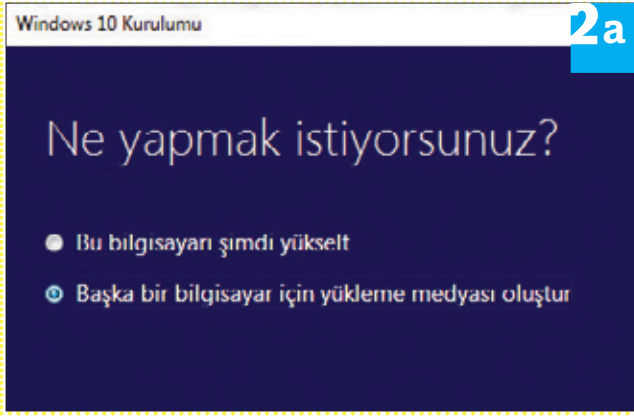 Windows 10 Kurulumu
2a
Ne yapmak istiyorsunuz?
Bu bilgisayarı şimdi yükselt
Başka bir bilgisayar için yükleme medyası oluştur